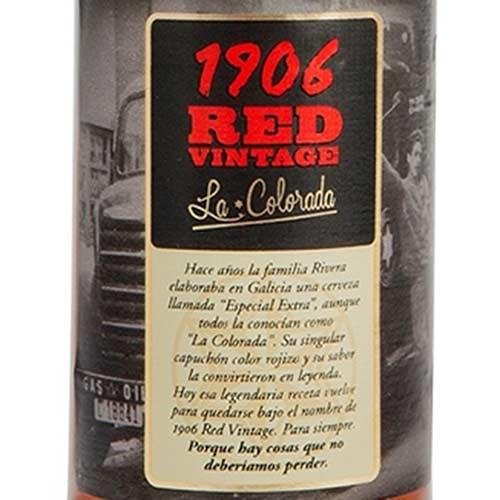 1906
RED
VINTAGE
La Colorada
Hace años la familia Rivera
elaboraba en Galicia una cerveza
llamada "Especial Extra", aunque
todos la conocían como
"La Colorada". Su singular
capuchón color rojizo y su sabor
la convirtieron en leyenda.
Hoy esa legendaria receta vuelve
para quedarse bajo el nombre de
1906 Red Vintage. Para siempre.
Porque hay cosas que no
deberíamos perder.
GAS OIL